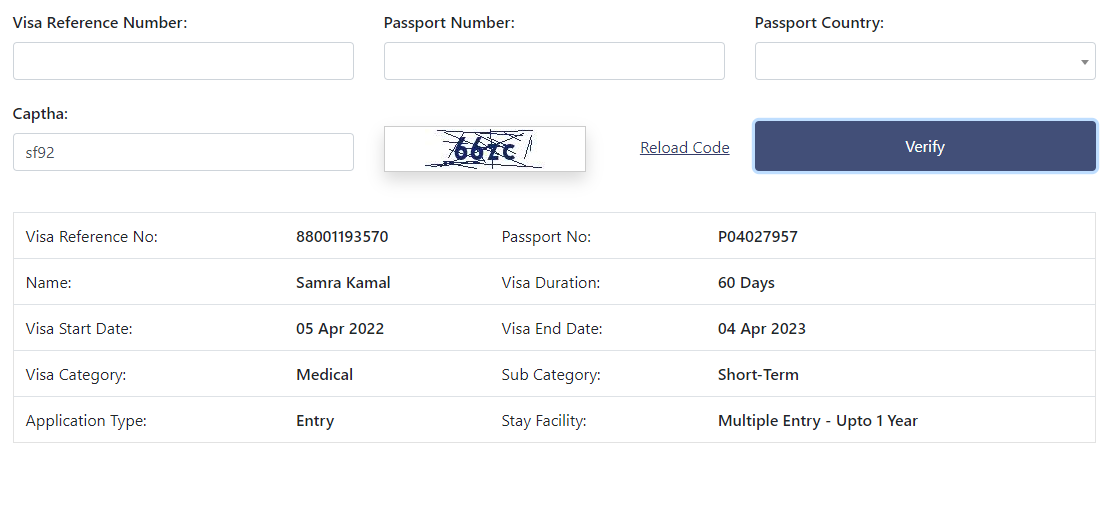 Visa Reference Number: Passport Number: Passport Country:
Captha:
sf92 66zc Reload Code Verify
Visa Reference No: 88001193570 Passport No: P04027957
Name: Samra Kamal Visa Duration: 60 Days
Visa Start Date: 05 Apr 2022 Visa End Date: 04 Apr 2023
Visa Category: Medical Sub Category: Short-Term
Application Type: Entry Stay Facility: Multiple Entry - Upto 1 Year